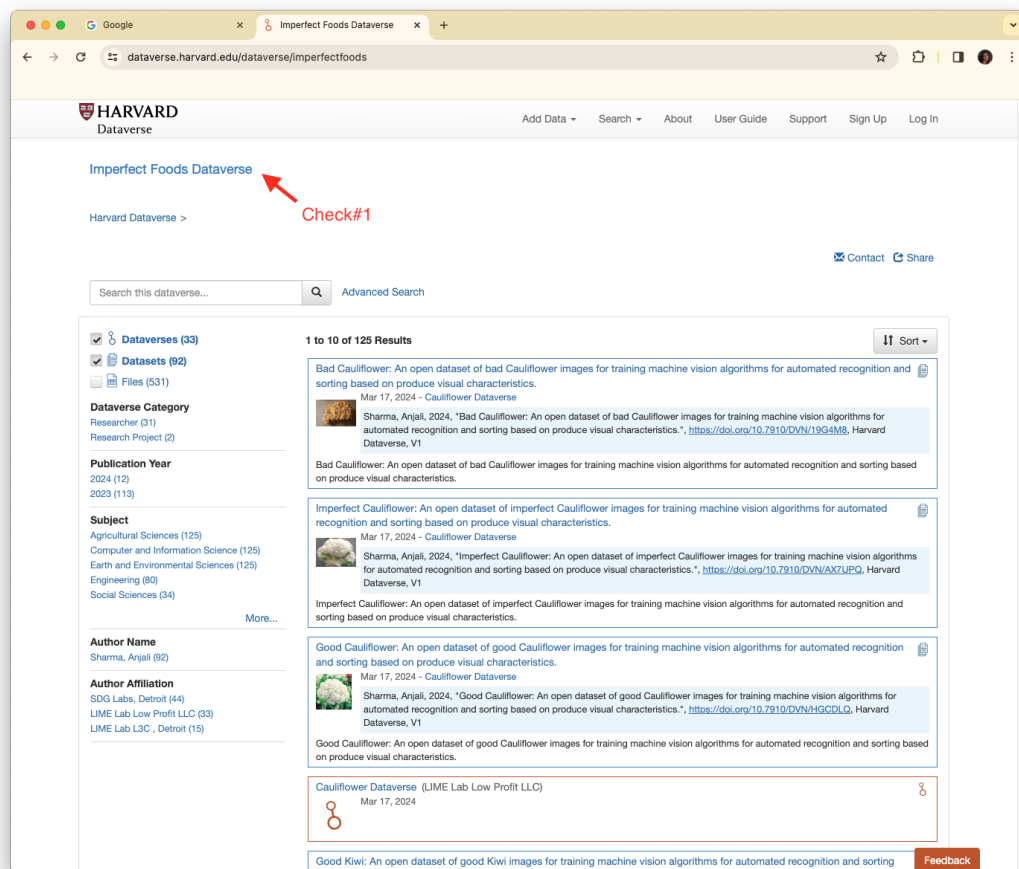 Google
Imperfect Foods Dataverse
dataverse.harvard.edu/dataverse/imperfectfoods
HARVARD
Dataverse
Add Data
Search
About
User Guide
Support
Sign Up
Log In
Imperfect Foods Dataverse
Check#1
Harvard Dataverse >
Contact
Share
Search this dataverse...
Advanced Search
Dataverses (33)
Datasets (92)
Files (531)
Dataverse Category
Researcher (31)
Research Project (2)
Publication Year
2024 (12)
2023 (113)
Subject
Agricultural Sciences (125)
Computer and Information Science (125)
Earth and Environmental Sciences (125)
Engineering (80)
Social Sciences (34)
More...
Author Name
Sharma, Anjali (92)
Author Affiliation
SDG Labs, Detroit (44)
LIME Lab Low Profit LLC (33)
LIME Lab L3C , Detroit (15)
1 to 10 of 125 Results
Sort
Bad Cauliflower: An open dataset of bad Cauliflower images for training machine vision algorithms for automated recognition and
sorting based on produce visual characteristics.
Mar 17, 2024 - Cauliflower Dataverse
Sharma, Anjali, 2024, "Bad Cauliflower: An open dataset of bad Cauliflower images for training machine vision algorithms for
automated recognition and sorting based on produce visual characteristics.", https://doi.org/10.7910/DVN/19G4M8, Harvard
Dataverse, V1
Bad Cauliflower: An open dataset of bad Cauliflower images for training machine vision algorithms for automated recognition and sorting based
on produce visual characteristics.
Imperfect Cauliflower: An open dataset of imperfect Cauliflower images for training machine vision algorithms for automated
recognition and sorting based on produce visual characteristics.
Mar 17, 2024 - Cauliflower Dataverse
Sharma, Anjali, 2024, "Imperfect Cauliflower: An open dataset of imperfect Cauliflower images for training machine vision algorithms
for automated recognition and sorting based on produce visual characteristics.", https://doi.org/10.7910/DVN/AX7UPQ, Harvard
Dataverse, V1
Imperfect Cauliflower: An open dataset of imperfect Cauliflower images for training machine vision algorithms for automated recognition and
sorting based on produce visual characteristics.
Good Cauliflower: An open dataset of good Cauliflower images for training machine vision algorithms for automated recognition
and sorting based on produce visual characteristics.
Mar 17, 2024 - Cauliflower Dataverse
Sharma, Anjali, 2024, "Good Cauliflower: An open dataset of good Cauliflower images for training machine vision algorithms for
automated recognition and sorting based on produce visual characteristics.", https://doi.org/10.7910/DVN/HGCDLQ, Harvard
Dataverse, V1
Good Cauliflower: An open dataset of good Cauliflower images for training machine vision algorithms for automated recognition and sorting based
on produce visual characteristics.
Cauliflower Dataverse (LIME Lab Low Profit LLC)
Mar 17, 2024
Good Kiwi: An open dataset of good Kiwi images for training machine vision algorithms for automated recognition and sorting
Feedback